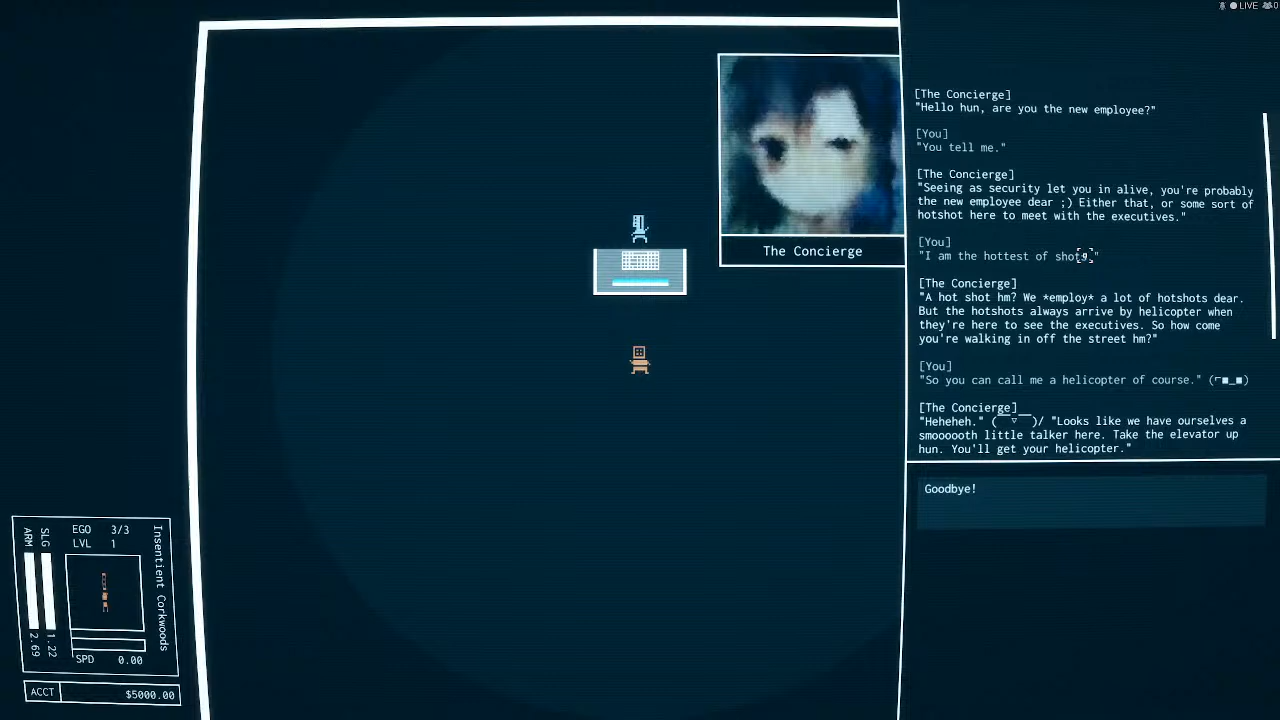 LIVE 0
[The Concierge]
"Hello hun, are you the new employee?"
[You]
"You tell me."
[The Concierge]
"Seeing as security let you in alive, you're probably
the new employee dear ;) Either that, or some sort of
hotshot here to meet with the executives."
[You]
"I am the hottest of shots."
[The Concierge]
"A hot shot hm? We *employ* a lot of hotshots dear.
But the hotshots always arrive by helicopter when
they're here to see the executives. So how come
you're walking in off the street hm?"
[You]
"So you can call me a helicopter of course." (⌐■_■)
[The Concierge]
"Heheheh." (￣▽￣)/ "Looks like we have ourselves a
smoooooth little talker here. Take the elevator up
hun. You'll get your helicopter."
Goodbye!
The Concierge
ARM
SLG
EGO 3/3
LVL 1
Insentient Corkwoods
2.69
1.22
SPD 0.00
ACCT $5000.00